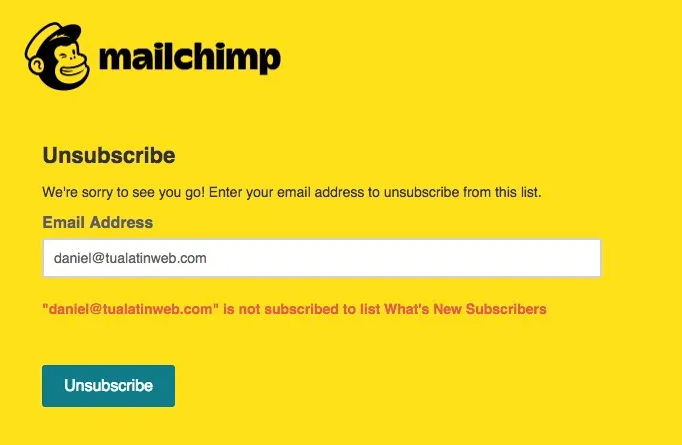 mailchimp
Unsubscribe
We're sorry to see you go! Enter your email address to unsubscribe from this list.
Email Address
daniel@tualatinweb.com
"daniel@tualatinweb.com" is not subscribed to list What's New Subscribers
Unsubscribe